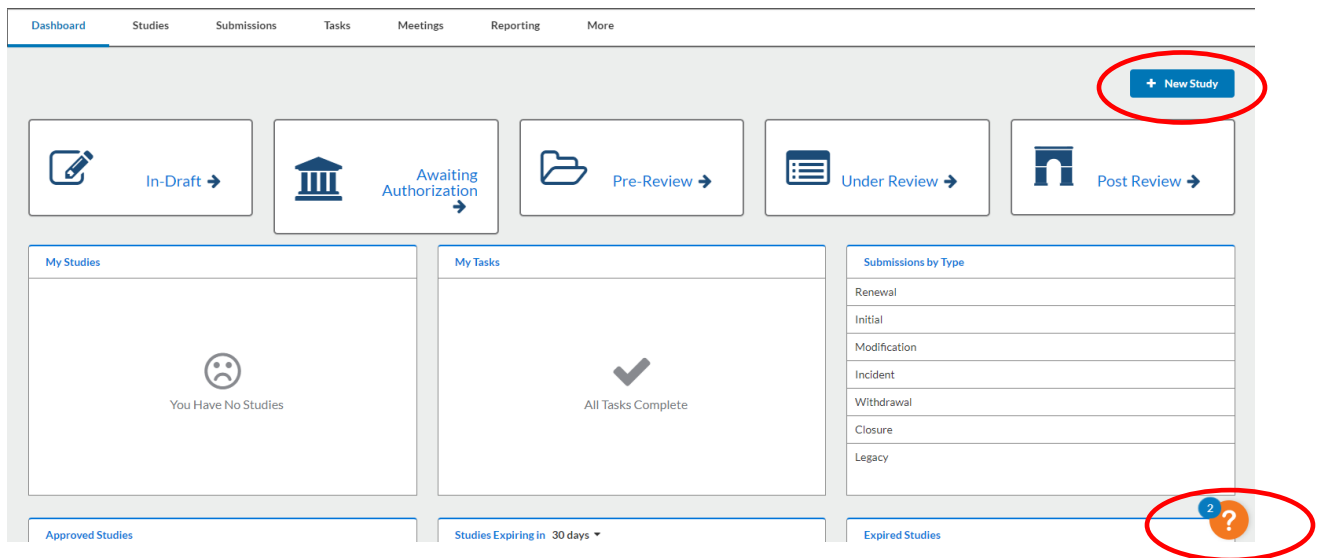 Dashboard Studies Submissions Tasks Meetings Reporting More
+ New Study
In-Draft
Awaiting
Authorization
Pre-Review
Under Review
Post Review
My Studies
You Have No Studies
My Tasks
All Tasks Complete
Submissions by Type
Renewal
Initial
Modification
Incident
Withdrawal
Closure
Legacy
2
?
Approved Studies
Studies Expiring in 30 days
Expired Studies